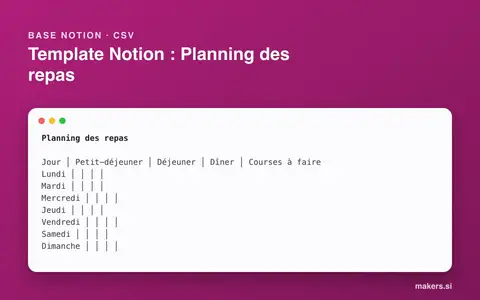 BASE NOTION · CSV
Template Notion : Planning des
repas
Planning des repas
Jour | Petit-déjeuner | Déjeuner | Dîner | Courses à faire
Lundi | | | |
Mardi | | | |
Mercredi | | | |
Jeudi | | | |
Vendredi | | | |
Samedi | | | |
Dimanche | | | |
makers.si